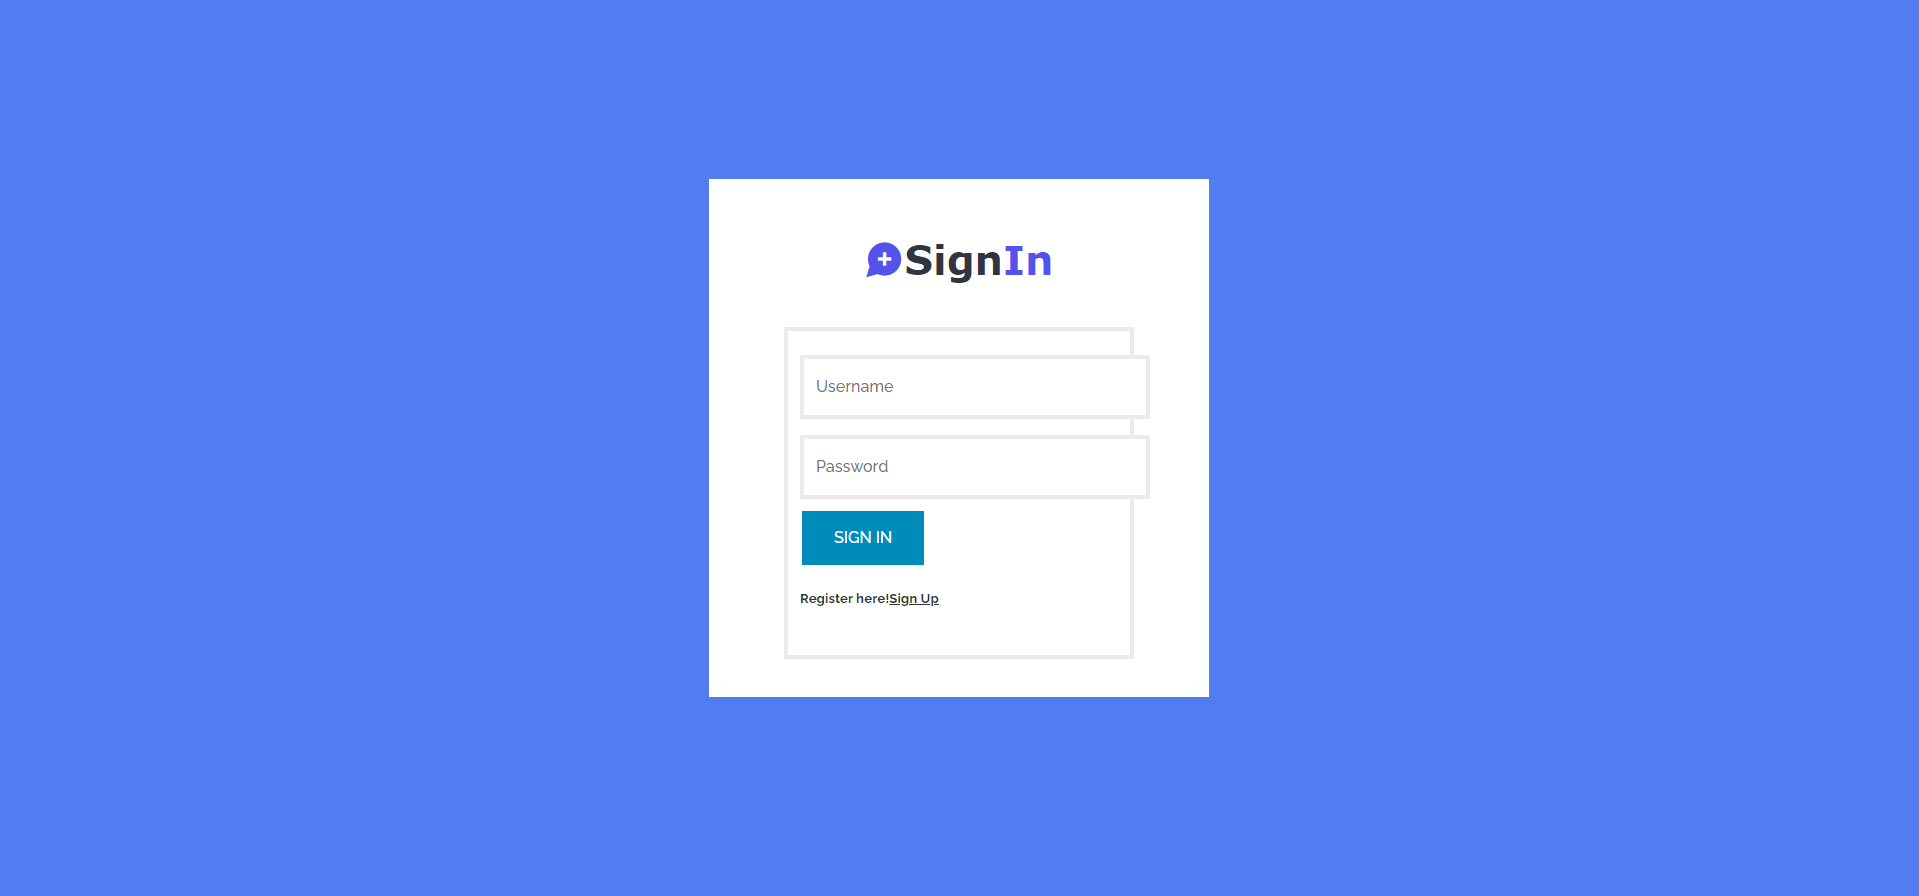 SignIn
Username
Password
SIGN IN
Register here!Sign Up